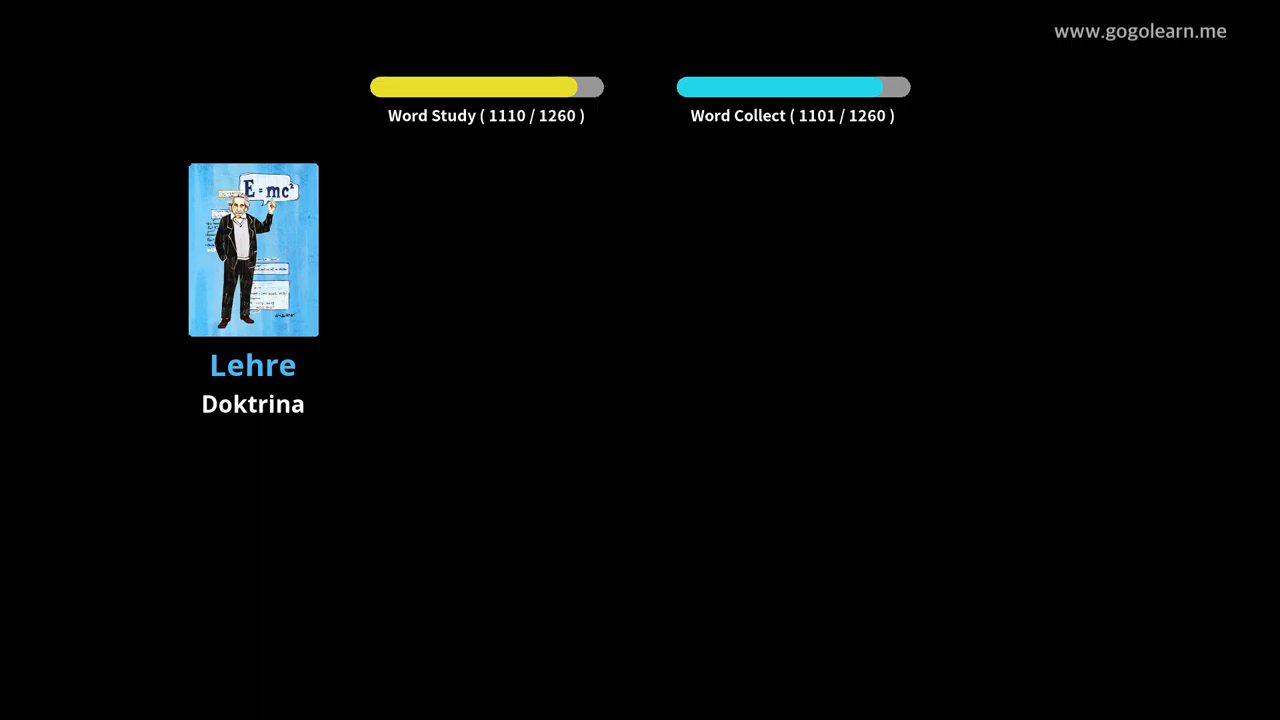 www.gogolearn.me
Word Study ( 1110 / 1260 )
Word Collect ( 1101 / 1260 )
E=mc²
Lehre
Doktrina